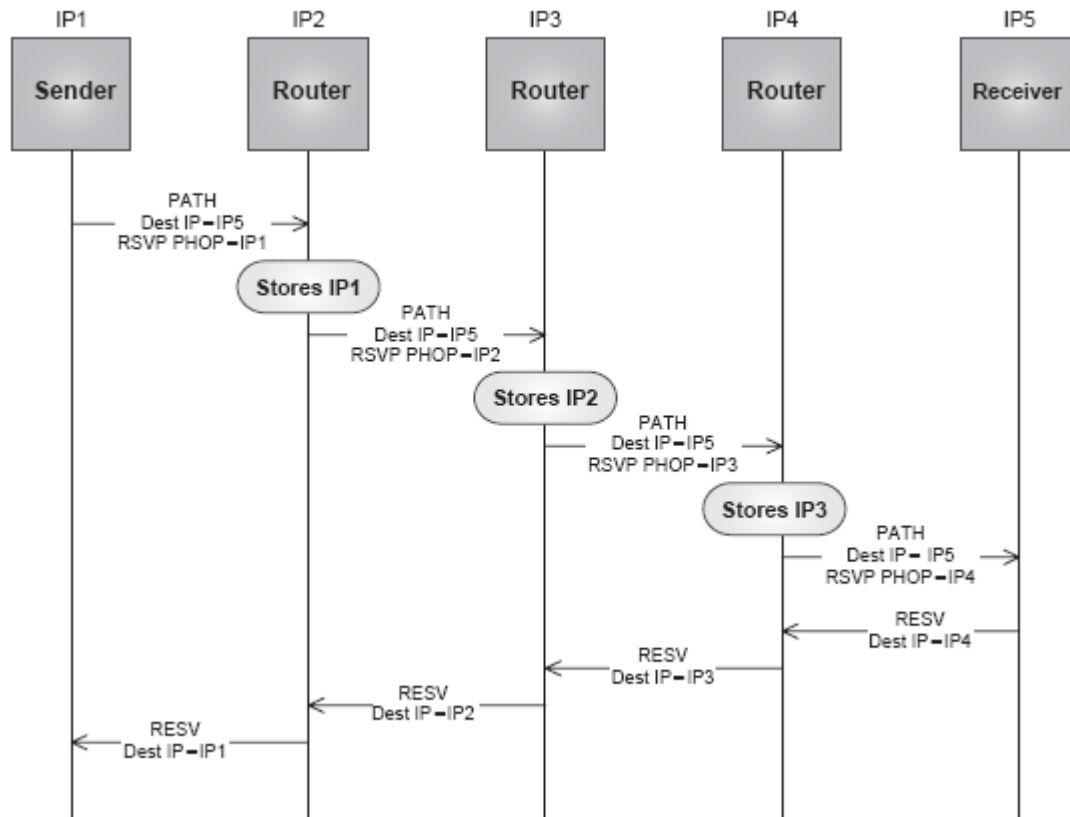 IP1
IP2
IP3
IP4
IP5
Sender
Router
Router
Router
Receiver
PATH
Dest IP–IP5
RSVP PHOP–IP1
Stores IP1
PATH
Dest IP–IP5
RSVP PHOP–IP2
Stores IP2
PATH
Dest IP–IP5
RSVP PHOP–IP3
Stores IP3
PATH
Dest IP– IP5
RSVP PHOP–IP4
RESV
Dest IP–IP4
RESV
Dest IP–IP3
RESV
Dest IP–IP2
RESV
Dest IP–IP1